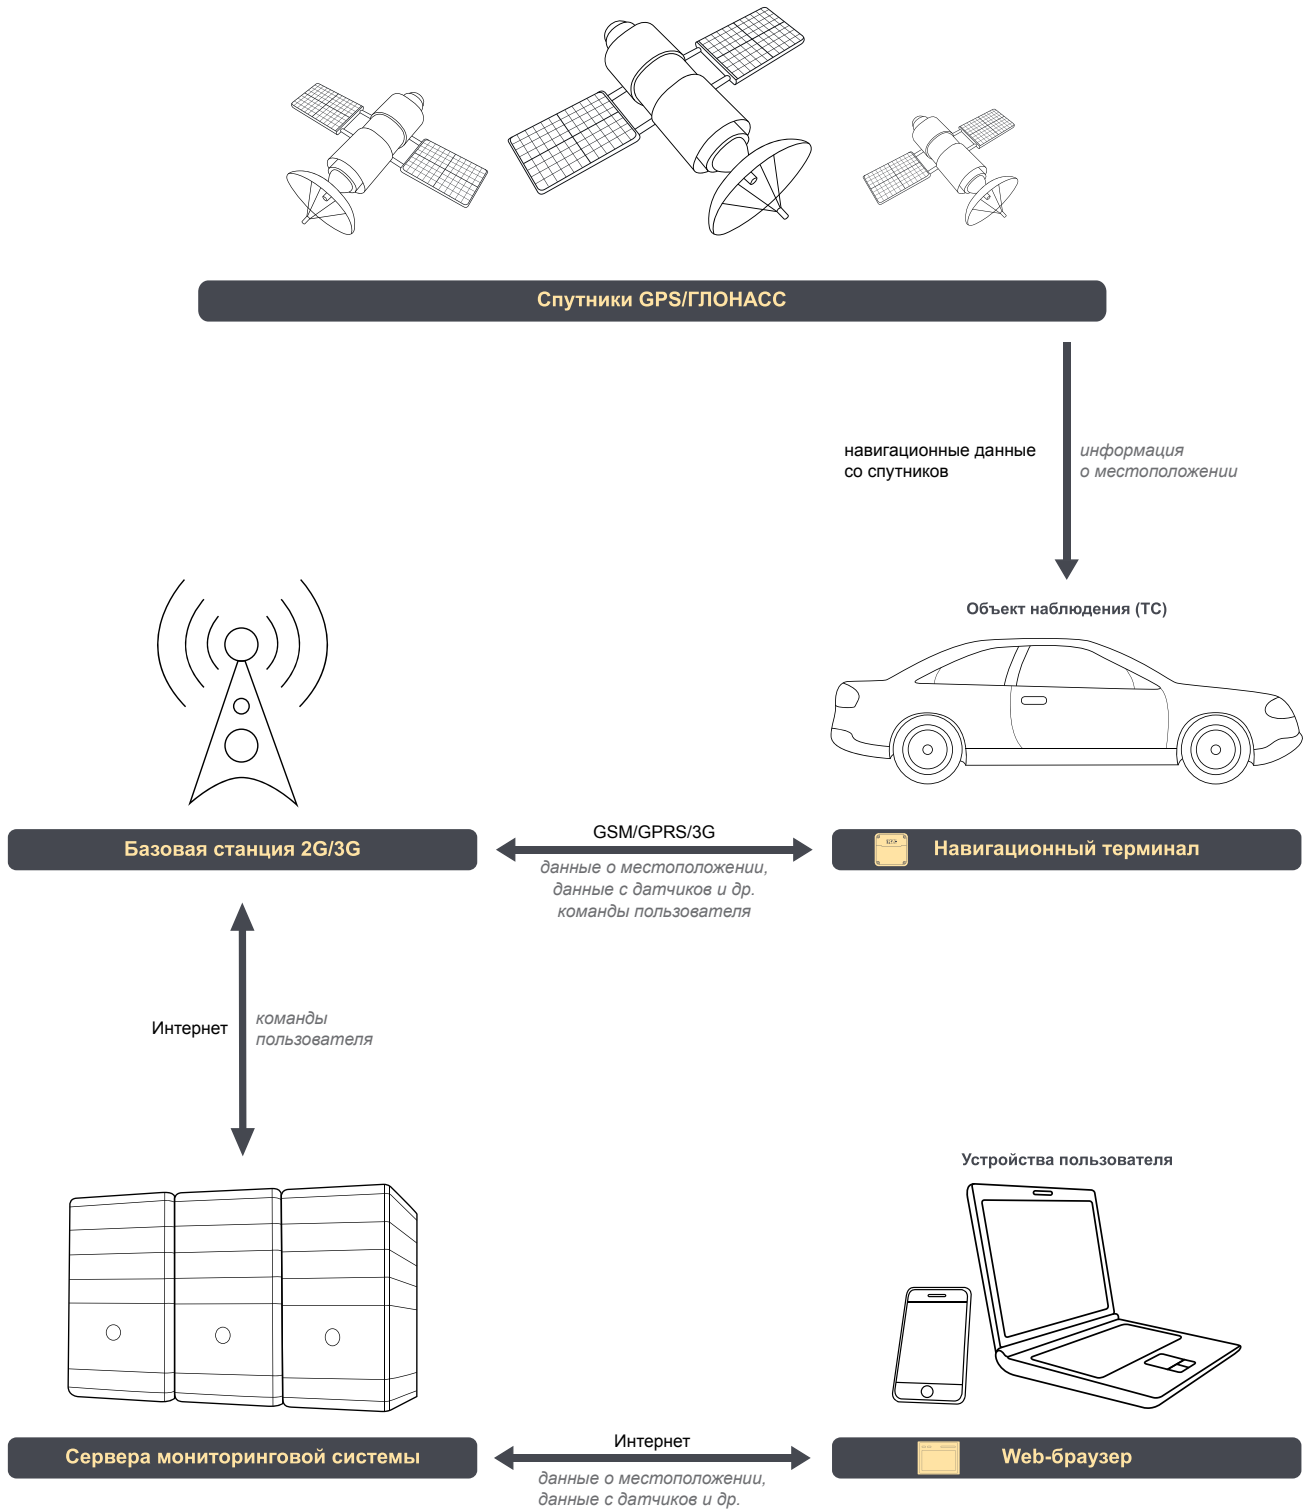 Спутники GPS/ГЛОНАСС
навигационные данные
со спутников
информация
о местоположении
Объект наблюдения (ТС)
Базовая станция 2G/3G
GSM/GPRS/3G
данные о местоположении,
данные с датчиков и др.
команды пользователя
Навигационный терминал
Интернет
команды
пользователя
Устройства пользователя
Сервера мониторинговой системы
Интернет
данные о местоположении,
данные с датчиков и др.
Web-браузер